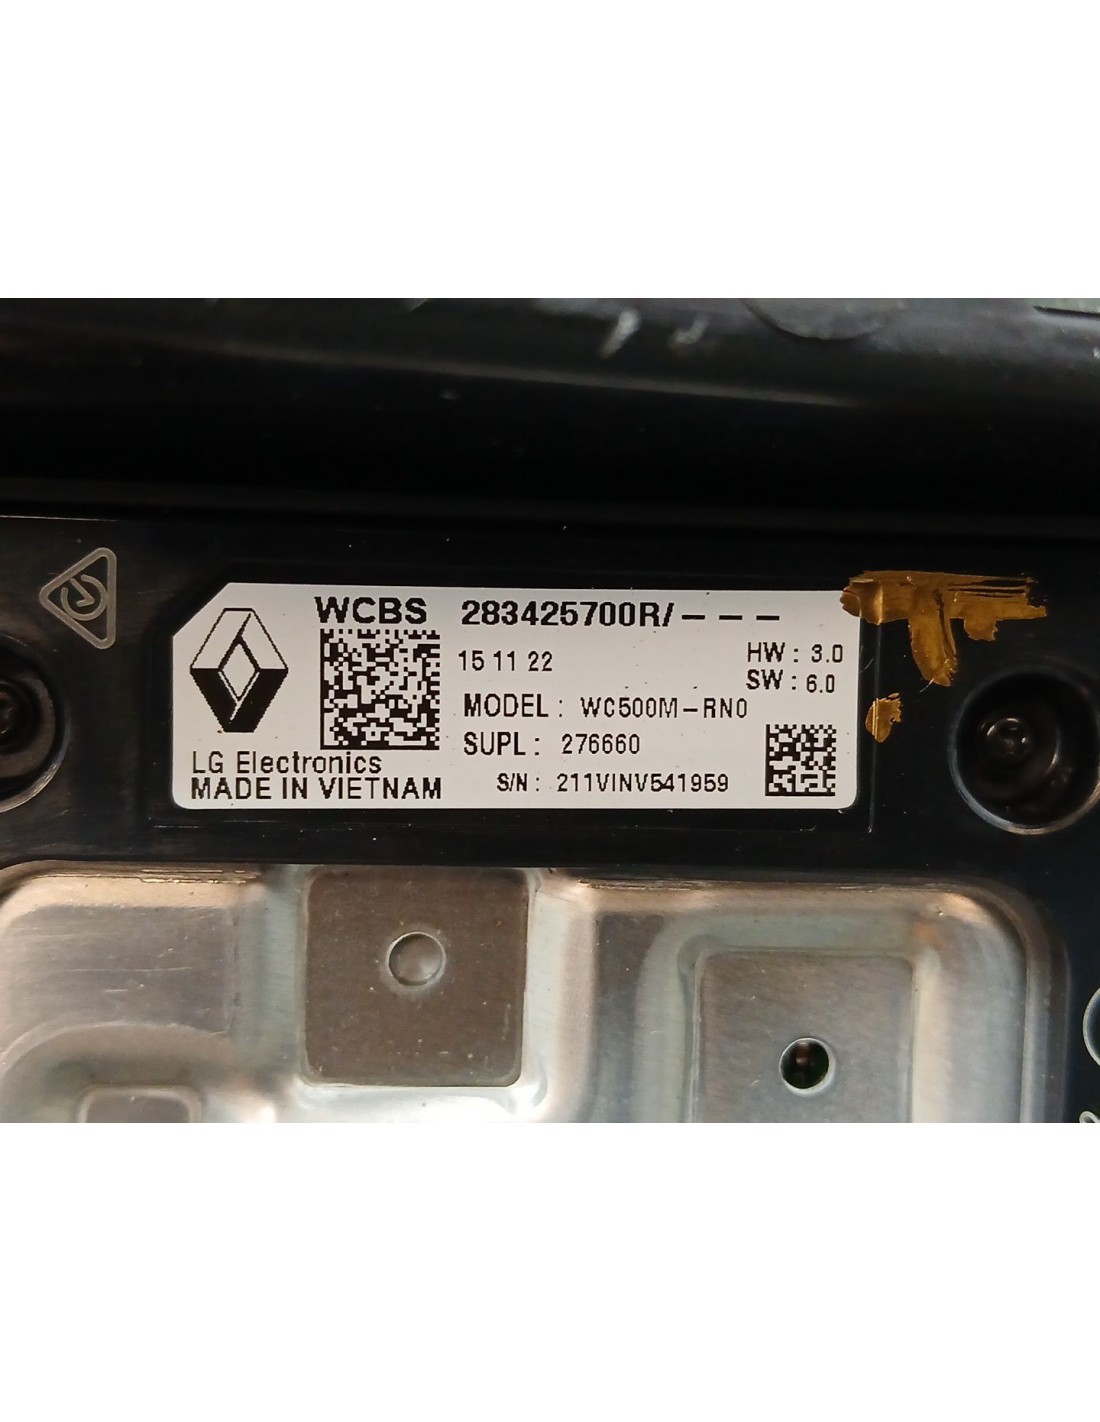 WCBS 283425700R/- - -
15 11 22
HW : 3.0
SW : 6.0
MODEL : WC500M-RN0
SUPL : 276660
LG Electronics
MADE IN VIETNAM
S/N : 211VINV541959